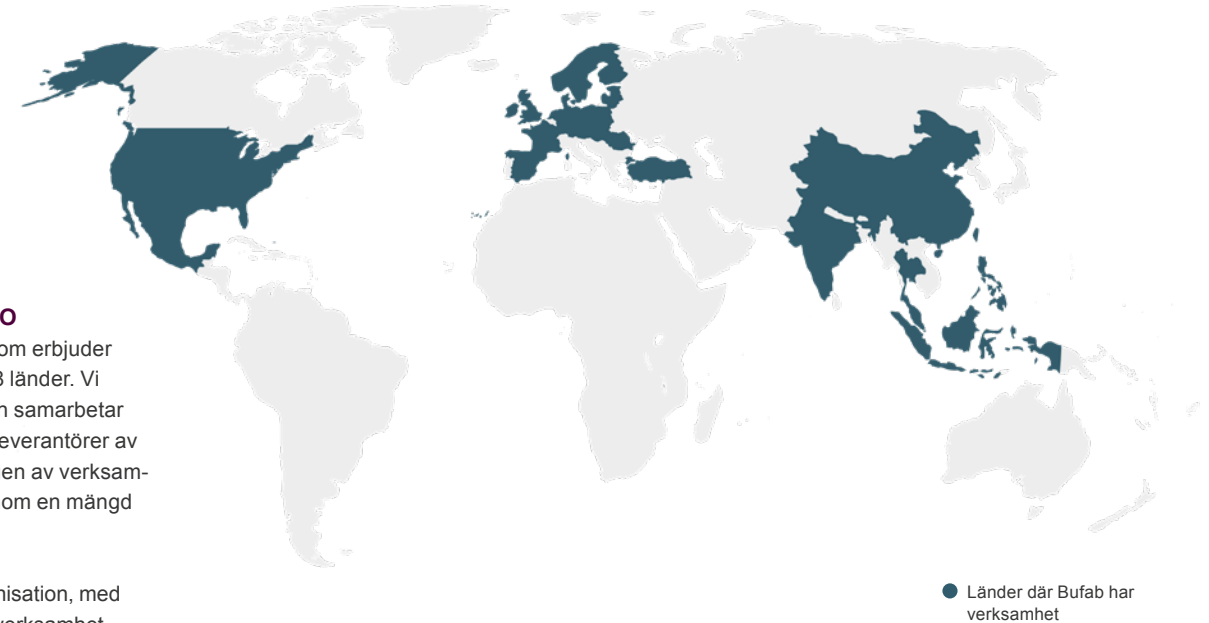 O
om erbjuder
3 länder. Vi
samarbetar
everantörer av
en av verksam-
om en mängd
nisation, med
verksamhet
Länder där Bufab har
verksamhet